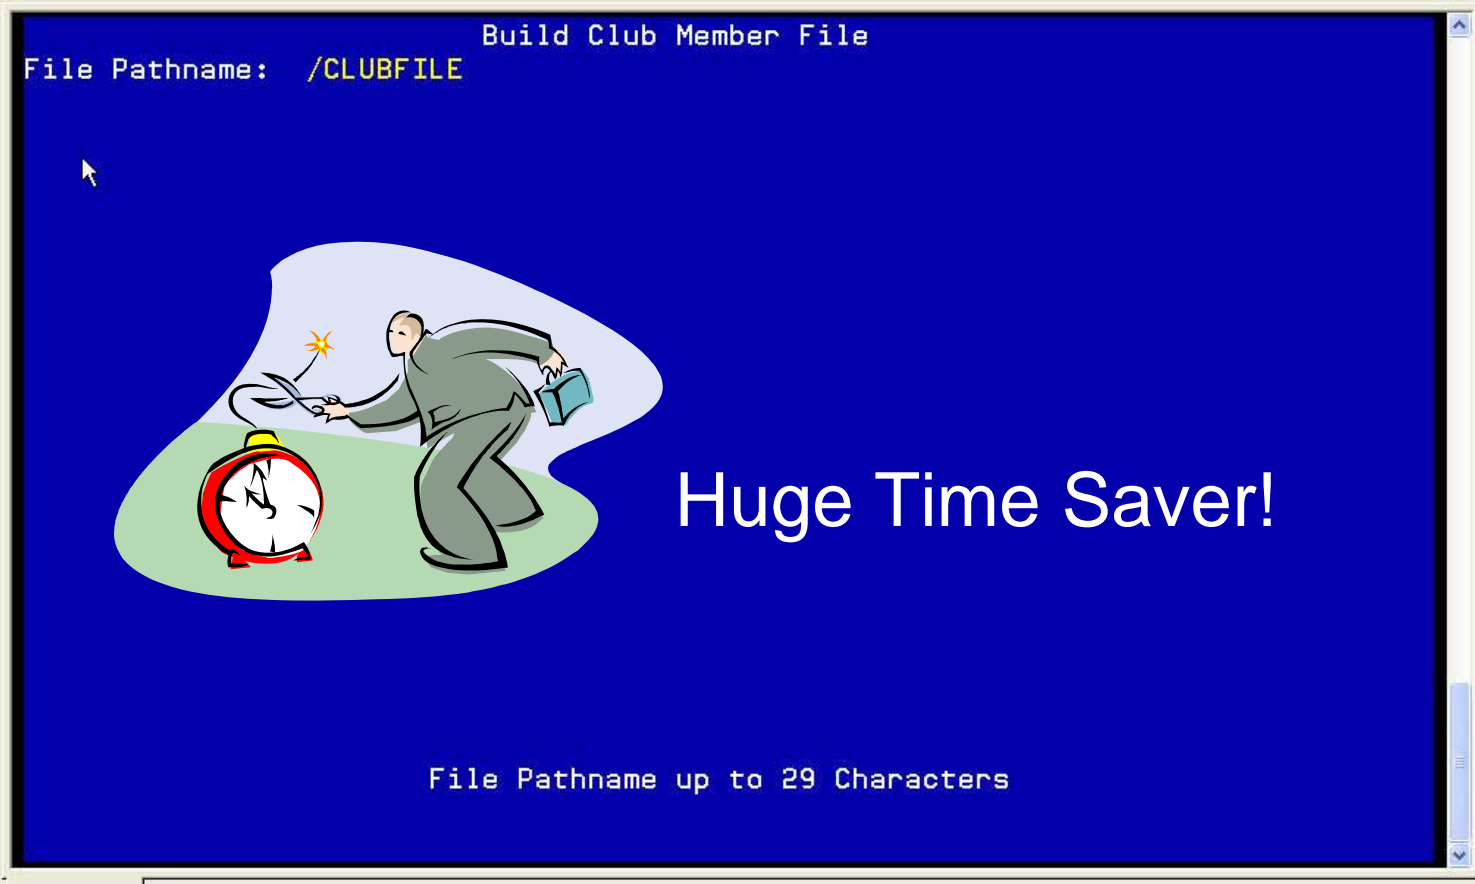 Build Club Member File
File Pathname: /CLUBFILE
Huge Time Saver!
File Pathname up to 29 Characters